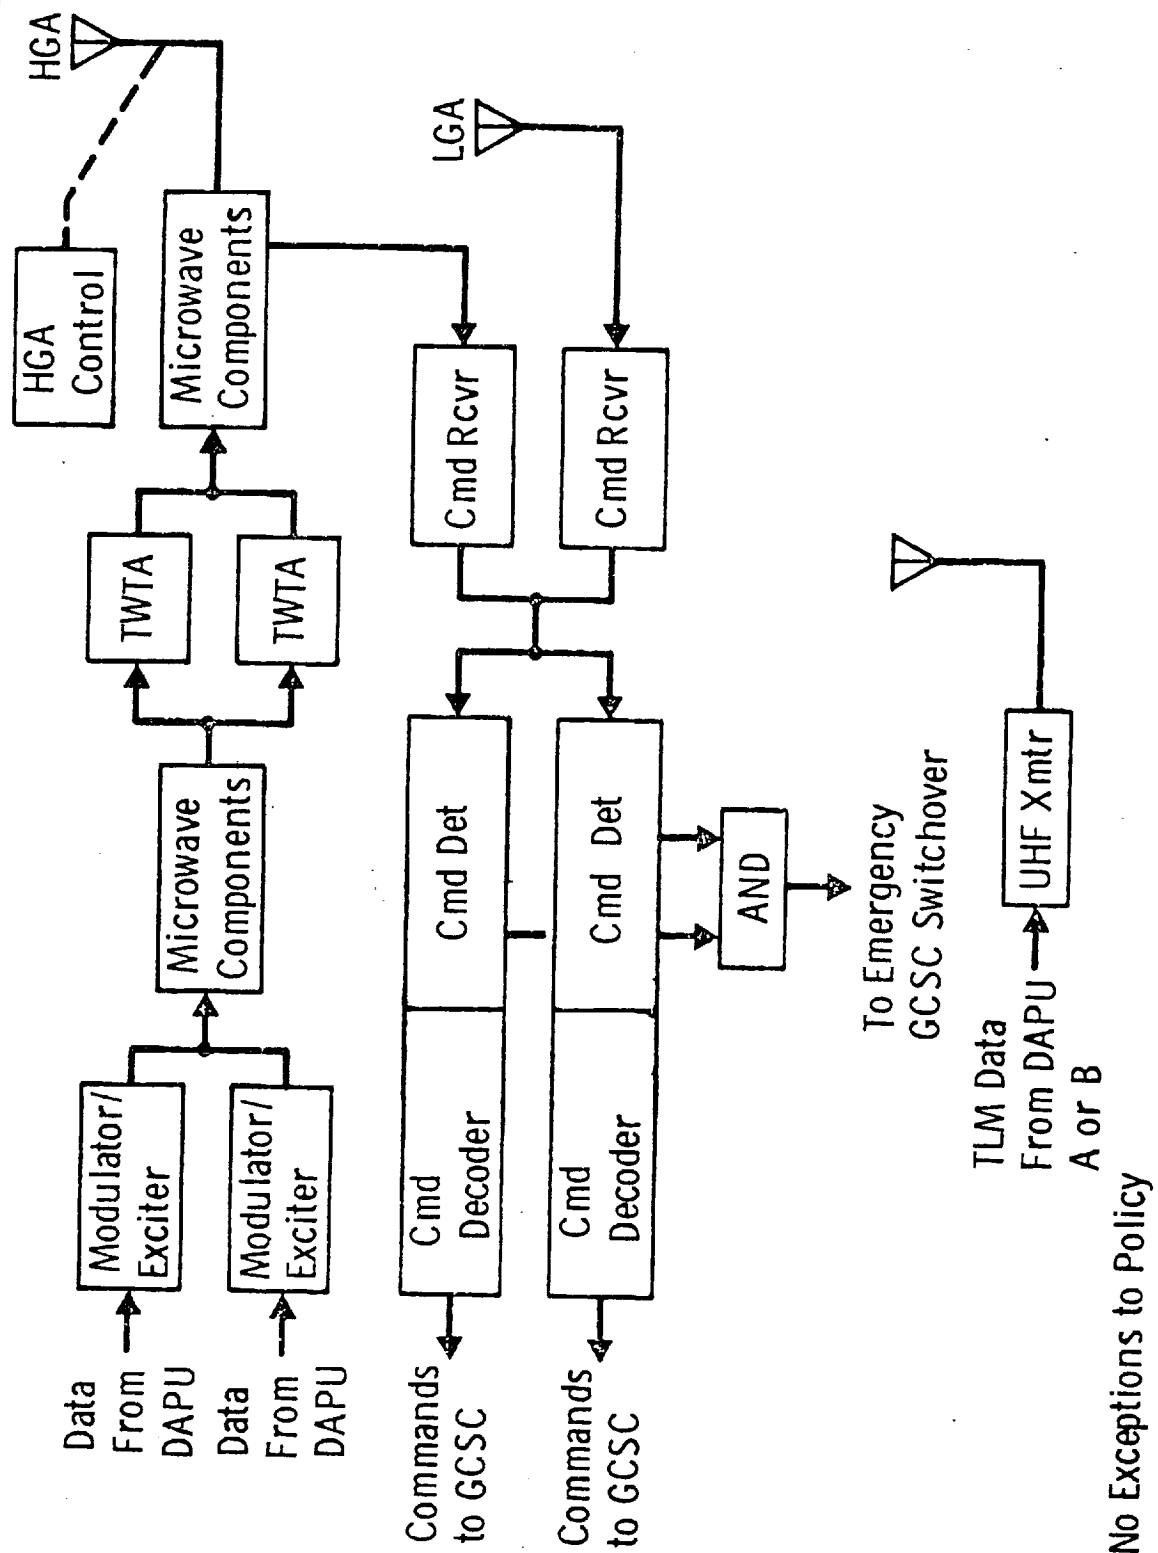 HGA
Control
HGA
Data
From
DAPU
Modulator/
Exciter
Microwave
Components
TWTA
Microwave
Components
Data
From
DAPU
Modulator/
Exciter
TWTA
LGA
Commands
to GCSC
Cmd
Decoder
Cmd Det
Cmd Rcvr
Commands
to GCSC
Cmd
Decoder
Cmd Det
Cmd Rcvr
AND
To Emergency
GCSC Switchover
TLM Data
From DAPU
A or B
UHF Xmtr
No Exceptions to Policy